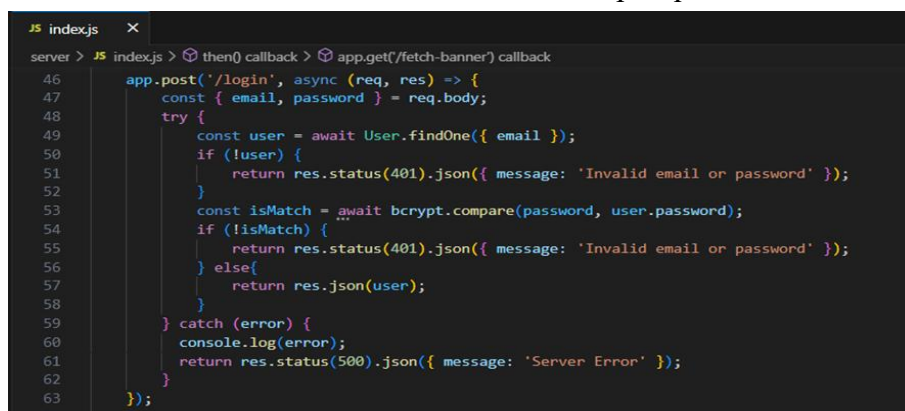 JS index.js ×
server > JS index.js > then() callback > app.get('/fetch-banner') callback
46 app.post('/login', async (req, res) => {
47 const { email, password } = req.body;
48 try {
49 const user = await User.findOne({ email });
50 if (!user) {
51 return res.status(401).json({ message: 'Invalid email or password' });
52 }
53 const isMatch = await bcrypt.compare(password, user.password);
54 if (!isMatch) {
55 return res.status(401).json({ message: 'Invalid email or password' });
56 } else{
57 return res.json(user);
58 }
59 } catch (error) {
60 console.log(error);
61 return res.status(500).json({ message: 'Server Error' });
62 }
63 });